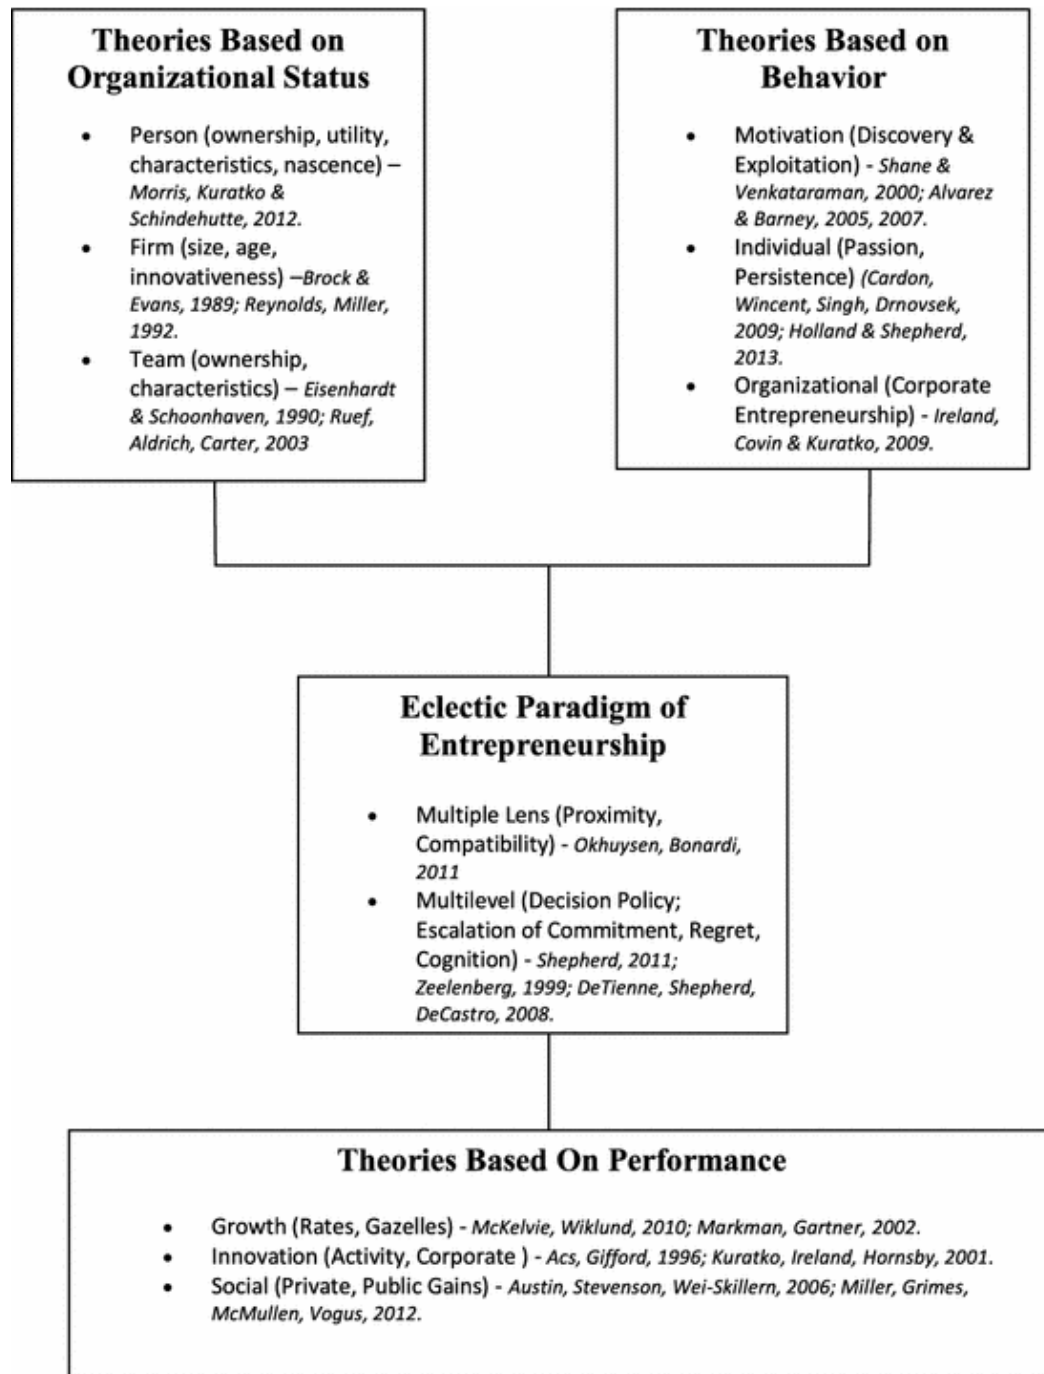 Theories Based on
Organizational Status
• Person (ownership, utility,
characteristics, nascence) –
Morris, Kuratko &
Schindehutte, 2012.
• Firm (size, age,
innovativeness) –Brock &
Evans, 1989; Reynolds, Miller,
1992.
• Team (ownership,
characteristics) – Eisenhardt
& Schoonhaven, 1990; Ruef,
Aldrich, Carter, 2003
Theories Based on
Behavior
• Motivation (Discovery &
Exploitation) - Shane &
Venkataraman, 2000; Alvarez
& Barney, 2005, 2007.
• Individual (Passion,
Persistence) (Cardon,
Wincent, Singh, Drnovsek,
2009; Holland & Shepherd,
2013.
• Organizational (Corporate
Entrepreneurship) - Ireland,
Covin & Kuratko, 2009.
Eclectic Paradigm of
Entrepreneurship
• Multiple Lens (Proximity,
Compatibility) - Okhuysen, Bonardi,
2011
• Multilevel (Decision Policy;
Escalation of Commitment, Regret,
Cognition) - Shepherd, 2011;
Zeelenberg, 1999; DeTienne, Shepherd,
DeCastro, 2008.
Theories Based On Performance
• Growth (Rates, Gazelles) - McKelvie, Wiklund, 2010; Markman, Gartner, 2002.
• Innovation (Activity, Corporate ) - Acs, Gifford, 1996; Kuratko, Ireland, Hornsby, 2001.
• Social (Private, Public Gains) - Austin, Stevenson, Wei-Skillern, 2006; Miller, Grimes,
McMullen, Vogus, 2012.